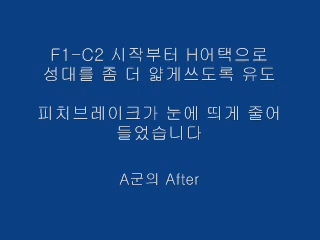 F1-C2 시작부터 H어택으로
성대를 좀 더 얇게쓰도록 유도
피치브레이크가 눈에 띄게 줄어
들었습니다
A군의 After